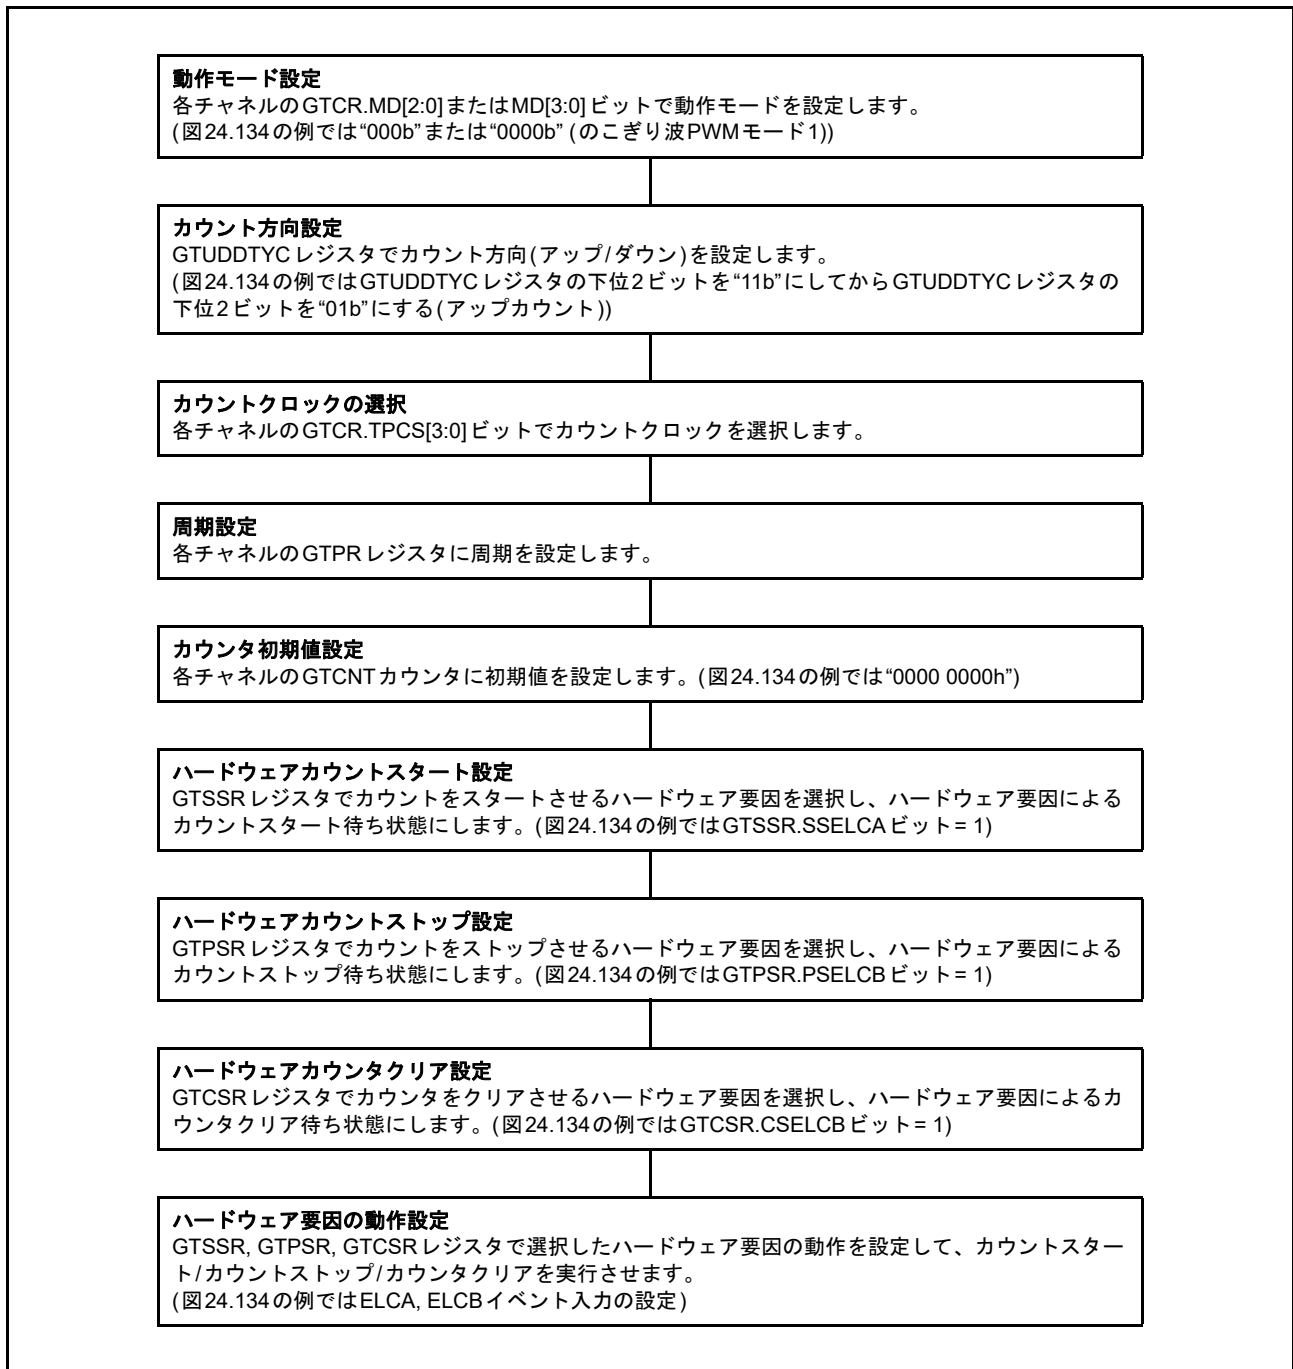 動作モード設定
各チャネルのGTCR.MD[2:0]またはMD[3:0]ビットで動作モードを設定します。
(図24.134の例では“000b”または“0000b” (のこぎり波PWMモード1))
カウント方向設定
GTUDDTYCレジスタでカウント方向(アップ/ダウン)を設定します。
(図24.134の例ではGTUDDTYCレジスタの下位2ビットを“11b”にしてからGTUDDTYCレジスタの
下位2ビットを“01b”にする(アップカウント))
カウントクロックの選択
各チャネルのGTCR.TPCS[3:0]ビットでカウントクロックを選択します。
周期設定
各チャネルのGTPRレジスタに周期を設定します。
カウンタ初期値設定
各チャネルのGTCNTカウンタに初期値を設定します。(図24.134の例では“0000 0000h”)
ハードウェアカウントスタート設定
GTSSRレジスタでカウントをスタートさせるハードウェア要因を選択し、ハードウェア要因による
カウントスタート待ち状態にします。(図24.134の例ではGTSSR.SSELCAビット= 1)
ハードウェアカウントストップ設定
GTPSRレジスタでカウントをストップさせるハードウェア要因を選択し、ハードウェア要因による
カウントストップ待ち状態にします。(図24.134の例ではGTPSR.PSELCBビット= 1)
ハードウェアカウンタクリア設定
GTCSRレジスタでカウンタをクリアさせるハードウェア要因を選択し、ハードウェア要因によるカ
ウンタクリア待ち状態にします。(図24.134の例ではGTCSR.CSELCBビット= 1)
ハードウェア要因の動作設定
GTSSR, GTPSR, GTCSRレジスタで選択したハードウェア要因の動作を設定して、カウントスター
ト/カウントストップ/カウンタクリアを実行させます。
(図24.134の例ではELCA, ELCBイベント入力の設定)